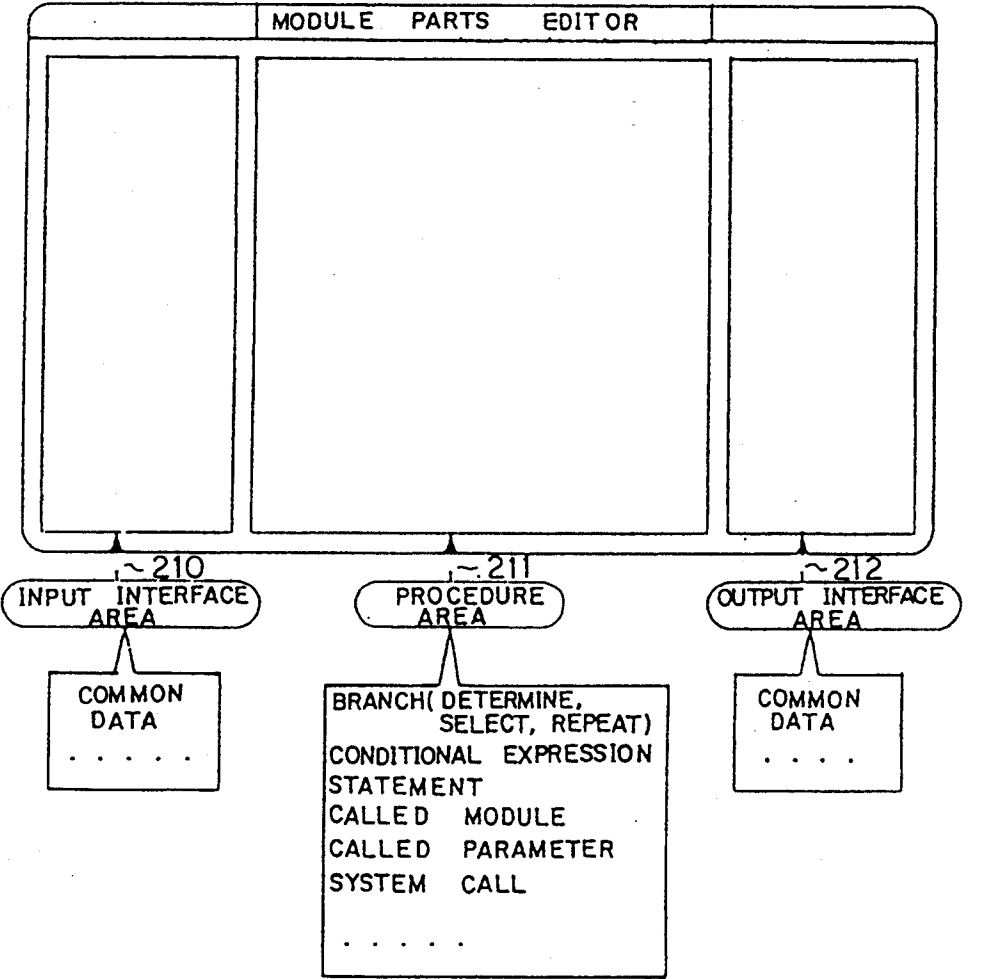 MODULE PARTS EDITOR
~210
INPUT INTERFACE
AREA
COMMON
DATA
. . . . .
~211
PROCEDURE
AREA
BRANCH( DETERMINE,
SELECT, REPEAT)
CONDITIONAL EXPRESSION
STATEMENT
CALLED MODULE
CALLED PARAMETER
SYSTEM CALL
. . . . .
~212
OUTPUT INTERFACE
AREA
COMMON
DATA
. . . .